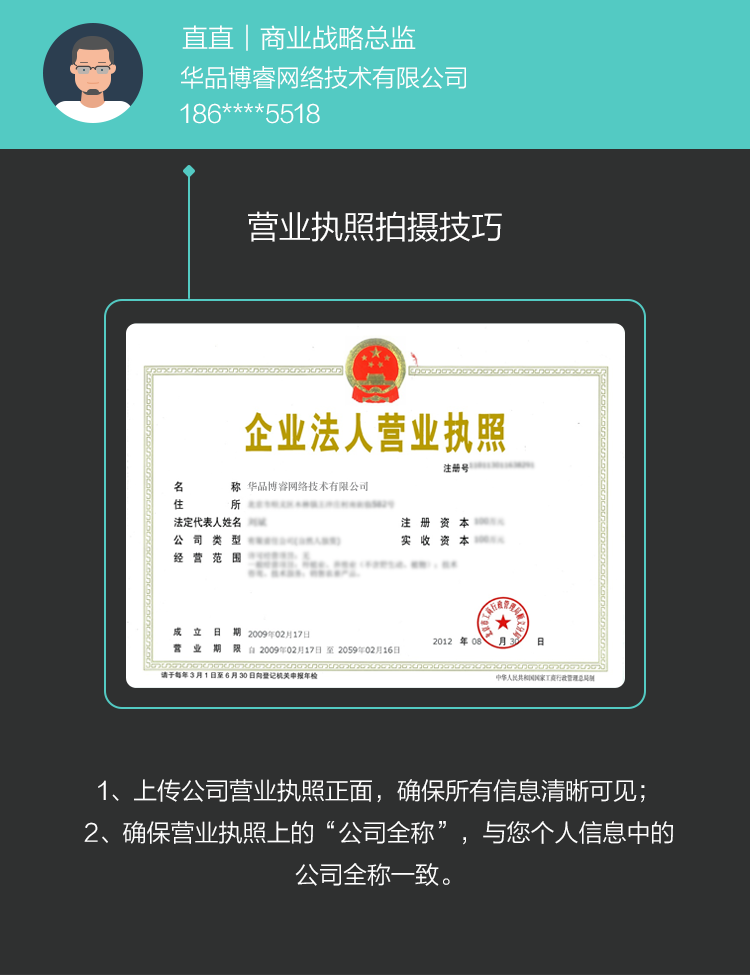 直直｜商业战略总监
华品博睿网络技术有限公司
186****5518
营业执照拍摄技巧
企业法人营业执照
注册号
名 称 华品博睿网络技术有限公司
住 所
法定代表人姓名 注 册 资 本
公 司 类 型 实 收 资 本
经 营 范 围
成 立 日 期 2009年02月17日
营 业 期 限 自 2009年02月17日 至 2059年02月16日
2012 年 08 月 30 日
请于每年3月1日至6月30日向登记机关申报年检
中华人民共和国国家工商行政管理总局制
1、上传公司营业执照正面，确保所有信息清晰可见；
2、确保营业执照上的“公司全称”，与您个人信息中的
公司全称一致。